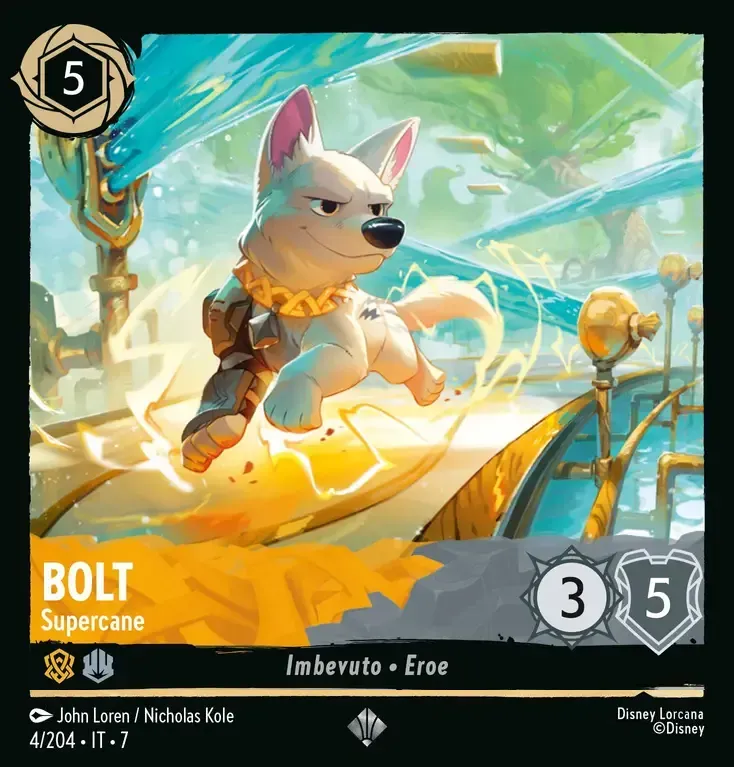 5
BOLT
Supercane
3
5
Imbevuto • Eroe
John Loren / Nicholas Kole
4/204 • IT • 7
Disney Lorcana
©Disney